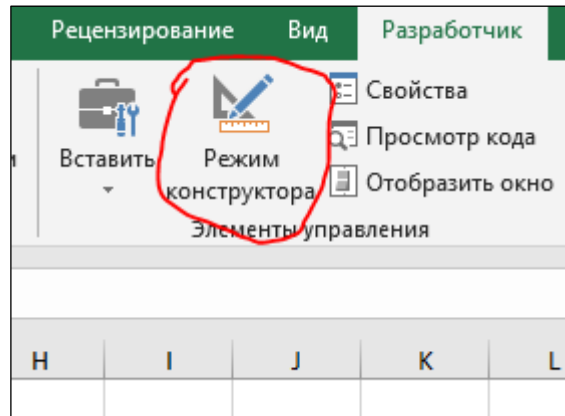 Рецензирование Вид Разработчик
Свойства
Просмотр кода
Отобразить окно
Вставить
Режим
конструктора
Элементы управления
H I J K L